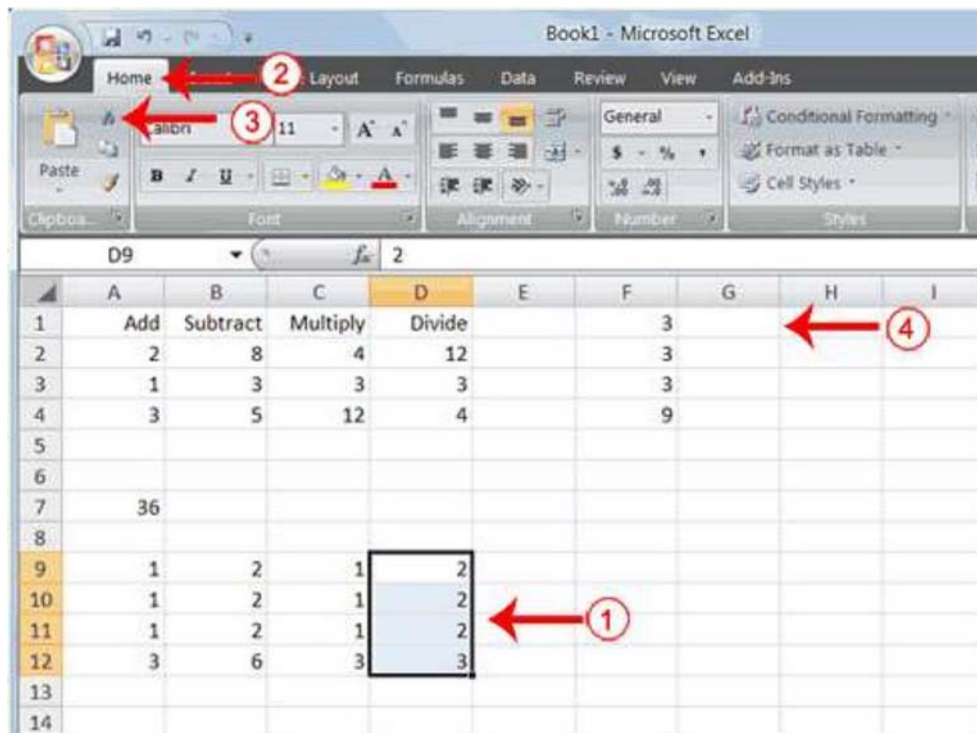 Book1 - Microsoft Excel
Home 2 Layout Formulas Data Review View Add-Ins
3 Calibri 11 A A General Conditional Formatting
Paste B I U A $ % , Format as Table
Cell Styles
Font Alignment Number Styles
D9 fx 2
A B C D E F G H I
1 Add Subtract Multiply Divide 3 4
2 2 8 4 12 3
3 1 3 3 3 3
4 3 5 12 4 9
5
6
7 36
8
9 1 2 1 2
10 1 2 1 2
11 1 2 1 2 1
12 3 6 3 3
13
14